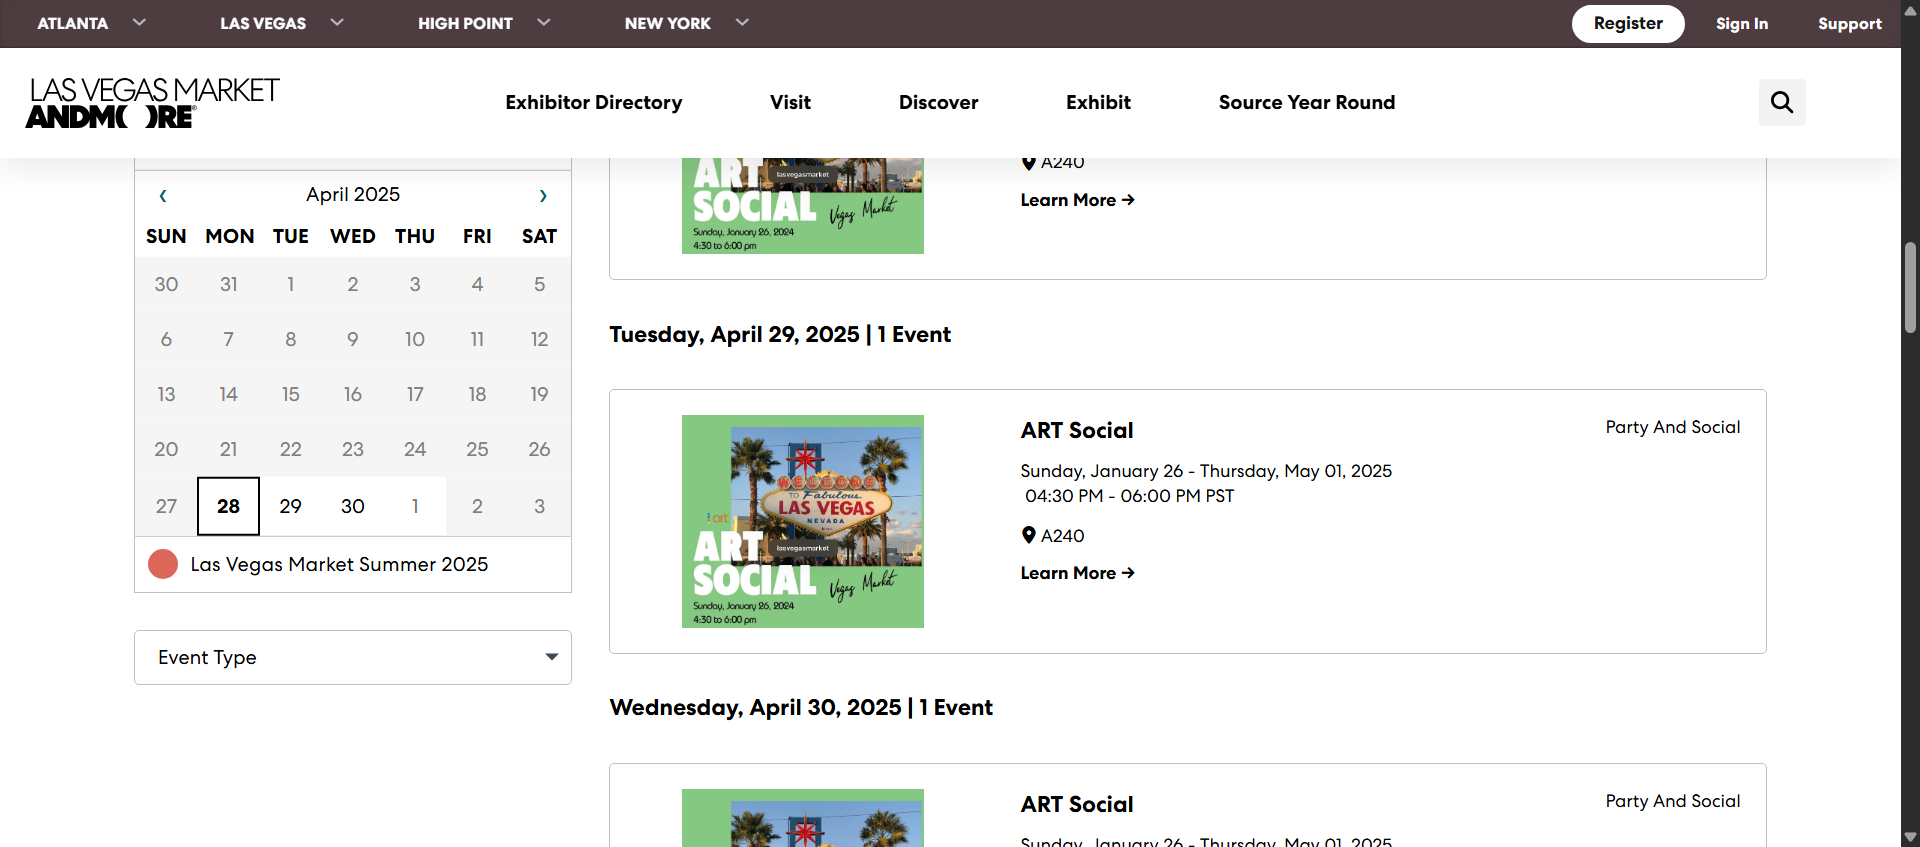 ATLANTA
LAS VEGAS
HIGH POINT
NEW YORK
Register
Sign In
Support
LAS VEGAS MARKET
ANDMORE®
Exhibitor Directory
Visit
Discover
Exhibit
Source Year Round
‹ April 2025 ›
SUN MON TUE WED THU FRI SAT
30 31 1 2 3 4 5
6 7 8 9 10 11 12
13 14 15 16 17 18 19
20 21 22 23 24 25 26
27 28 29 30 1 2 3
Las Vegas Market Summer 2025
Event Type
ART
lasvegasmarket
SOCIAL
Vegas Market
Sunday, January 26, 2024
4:30 to 6:00 pm
A240
Learn More →
Tuesday, April 29, 2025 | 1 Event
WELCOME
TO Fabulous
LAS VEGAS
NEVADA
art
ART
lasvegasmarket
SOCIAL
Vegas Market
Sunday, January 26, 2024
4:30 to 6:00 pm
ART Social
Party And Social
Sunday, January 26 - Thursday, May 01, 2025
04:30 PM - 06:00 PM PST
A240
Learn More →
Wednesday, April 30, 2025 | 1 Event
ART Social
Party And Social
Sunday, January 26 - Thursday, May 01, 2025